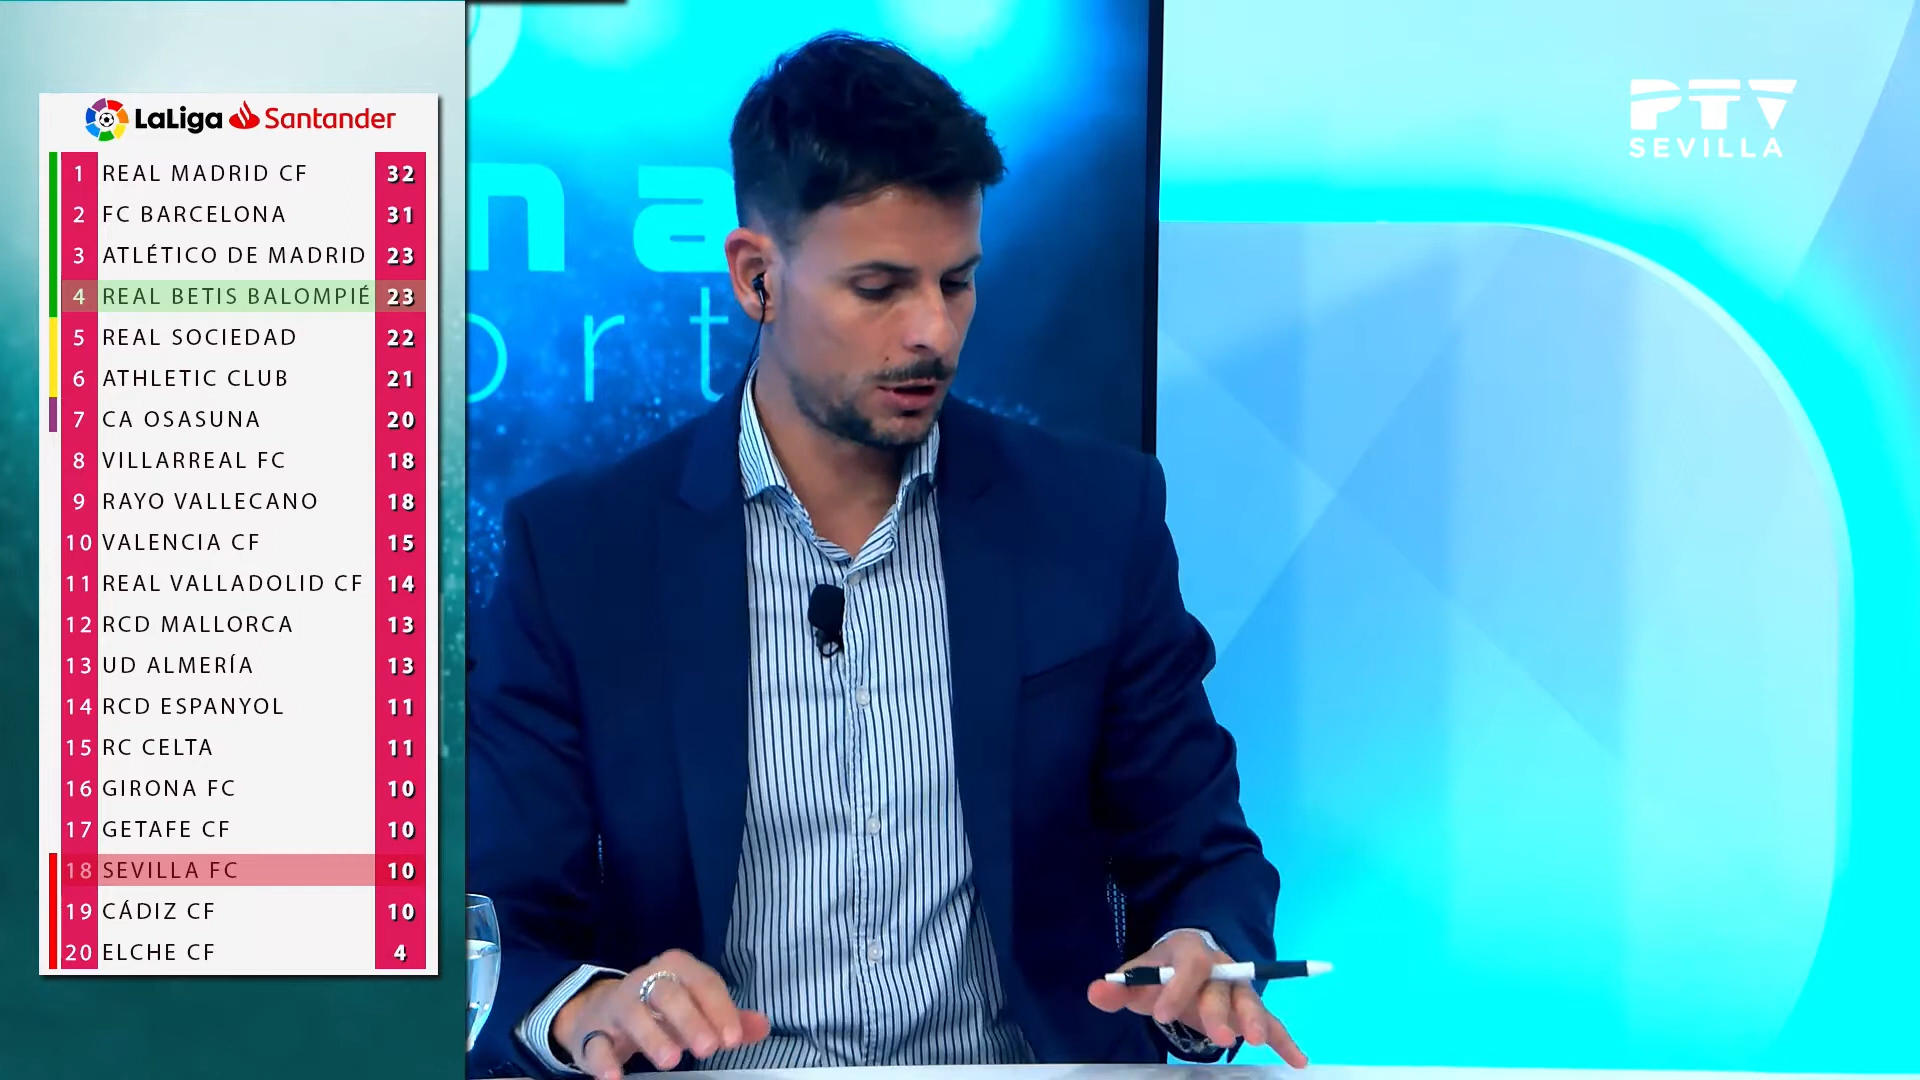 LaLiga Santander
1 REAL MADRID CF 32
2 FC BARCELONA 31
3 ATLÉTICO DE MADRID 23
4 REAL BETIS BALOMPIÉ 23
5 REAL SOCIEDAD 22
6 ATHLETIC CLUB 21
7 CA OSASUNA 20
8 VILLARREAL FC 18
9 RAYO VALLECANO 18
10 VALENCIA CF 15
11 REAL VALLADOLID CF 14
12 RCD MALLORCA 13
13 UD ALMERÍA 13
14 RCD ESPANYOL 11
15 RC CELTA 11
16 GIRONA FC 10
17 GETAFE CF 10
18 SEVILLA FC 10
19 CÁDIZ CF 10
20 ELCHE CF 4
na
ort
PTV
SEVILLA